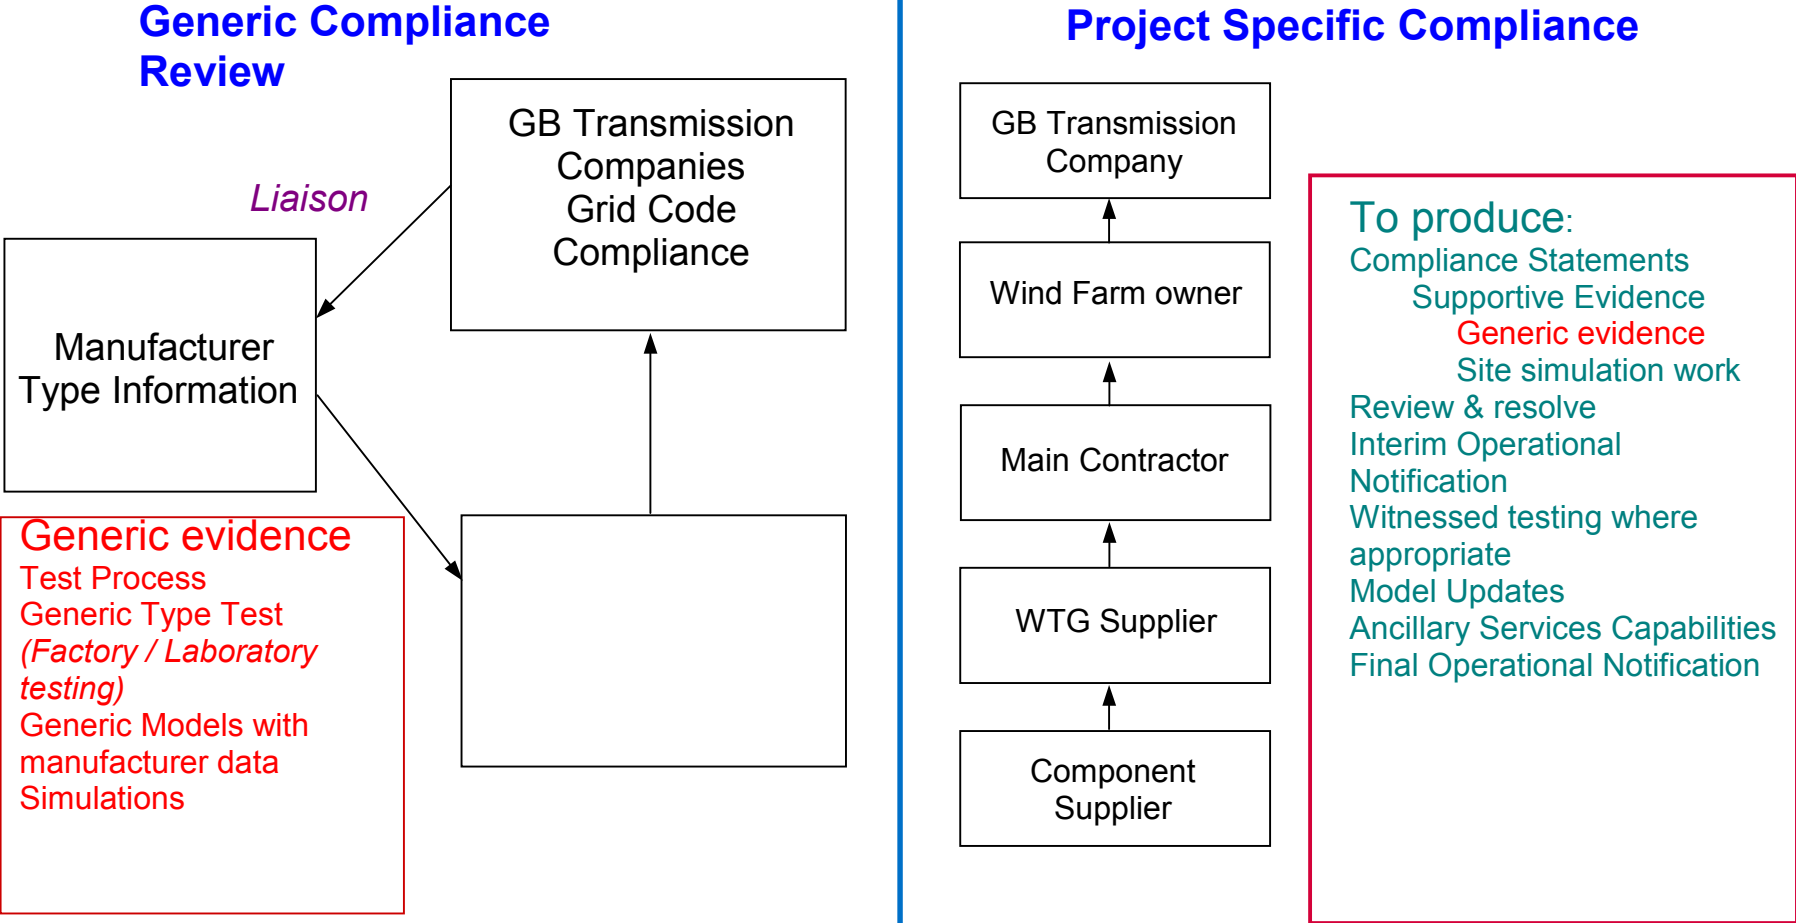 Generic Compliance
Review
GB Transmission
Companies
Grid Code
Compliance
Liaison
Manufacturer
Type Information
Generic evidence
Test Process
Generic Type Test
(Factory / Laboratory
testing)
Generic Models with
manufacturer data
Simulations
Project Specific Compliance
GB Transmission
Company
Wind Farm owner
Main Contractor
WTG Supplier
Component
Supplier
To produce:
Compliance Statements
Supportive Evidence
Generic evidence
Site simulation work
Review & resolve
Interim Operational
Notification
Witnessed testing where
appropriate
Model Updates
Ancillary Services Capabilities
Final Operational Notification